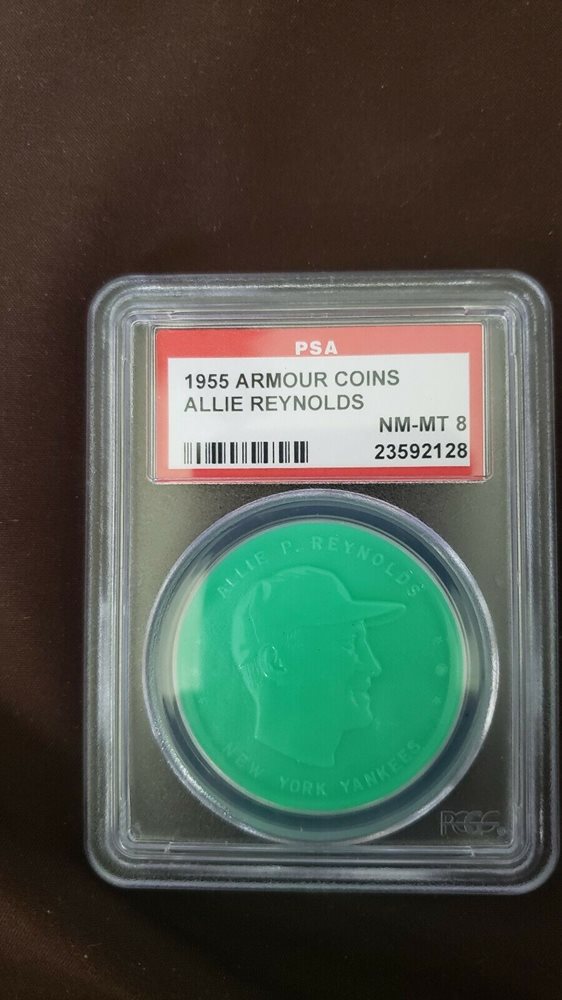 PSA
1955 ARMOUR COINS
ALLIE REYNOLDS
NM-MT 8
23592128
ALLIE P. REYNOLDS
NEW YORK YANKEES
PCGS